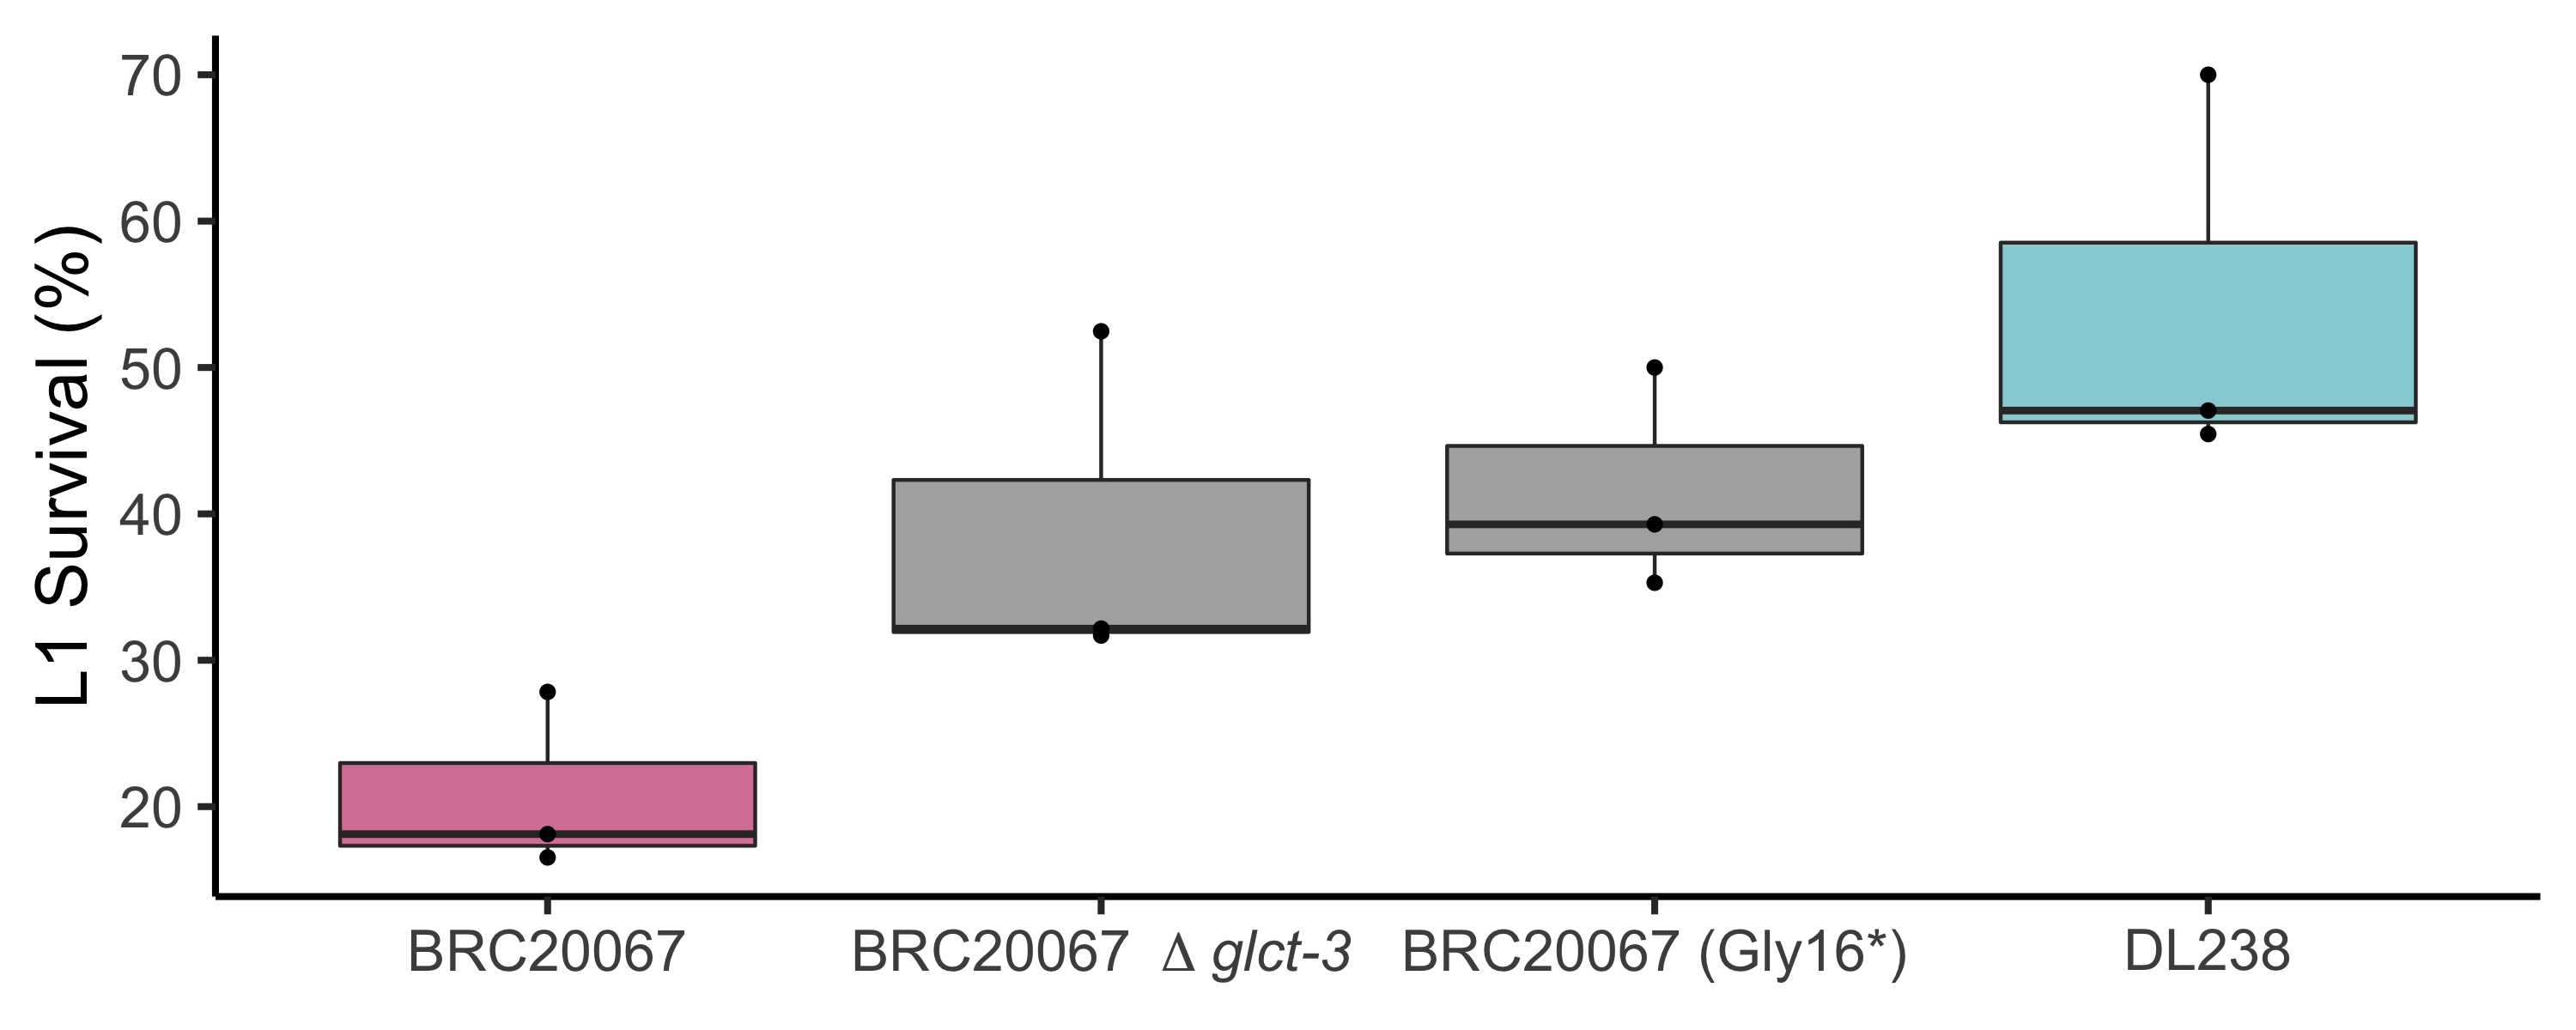 L1 Survival (%)
70
60
50
40
30
20
BRC20067
BRC20067 Δ glct-3
BRC20067 (Gly16*)
DL238